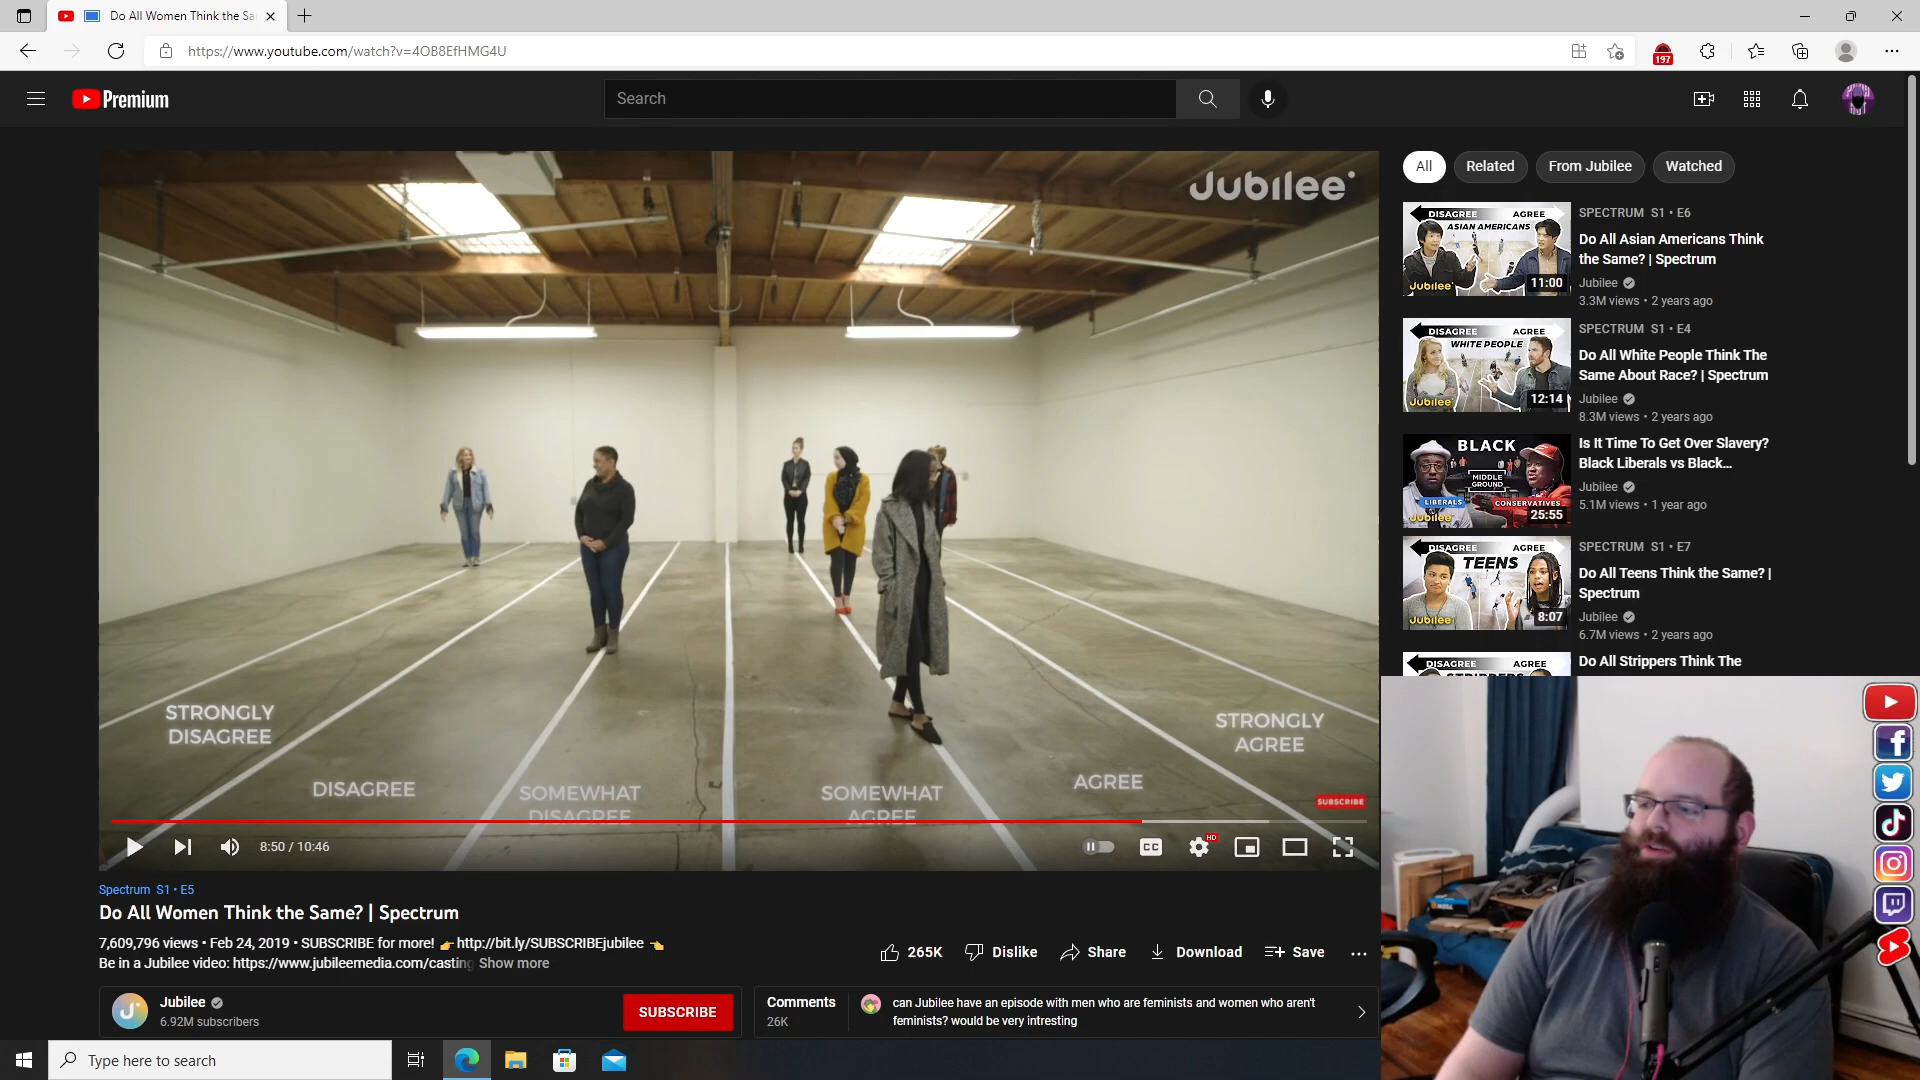 Do All Women Think the Sa
https://www.youtube.com/watch?v=4OB8EfHMG4U
197
Premium
Search
Jubilee
STRONGLY
DISAGREE
DISAGREE
SOMEWHAT
DISAGREE
SOMEWHAT
AGREE
AGREE
STRONGLY
AGREE
SUBSCRIBE
8:50 / 10:46
CC
HD
Spectrum S1 • E5
Do All Women Think the Same? | Spectrum
7,609,796 views • Feb 24, 2019 • SUBSCRIBE for more! 👉 http://bit.ly/SUBSCRIBEjubilee 👈
Be in a Jubilee video: https://www.jubileemedia.com/casting Show more
265K
Dislike
Share
Download
Save
Jubilee
6.92M subscribers
SUBSCRIBE
Comments
26K
can Jubilee have an episode with men who are feminists and women who aren't
feminists? would be very intresting
All
Related
From Jubilee
Watched
DISAGREE AGREE
ASIAN AMERICANS
Jubilee
11:00
SPECTRUM S1 • E6
Do All Asian Americans Think
the Same? | Spectrum
Jubilee
3.3M views • 2 years ago
DISAGREE AGREE
WHITE PEOPLE
Jubilee
12:14
SPECTRUM S1 • E4
Do All White People Think The
Same About Race? | Spectrum
Jubilee
8.3M views • 2 years ago
BLACK
MIDDLE
GROUND
LIBERALS
CONSERVATIVES
Jubilee
25:55
Is It Time To Get Over Slavery?
Black Liberals vs Black...
Jubilee
5.1M views • 1 year ago
DISAGREE AGREE
TEENS
Jubilee
8:07
SPECTRUM S1 • E7
Do All Teens Think the Same? |
Spectrum
Jubilee
6.7M views • 2 years ago
DISAGREE AGREE
STRIPPERS
Do All Strippers Think The
Type here to search